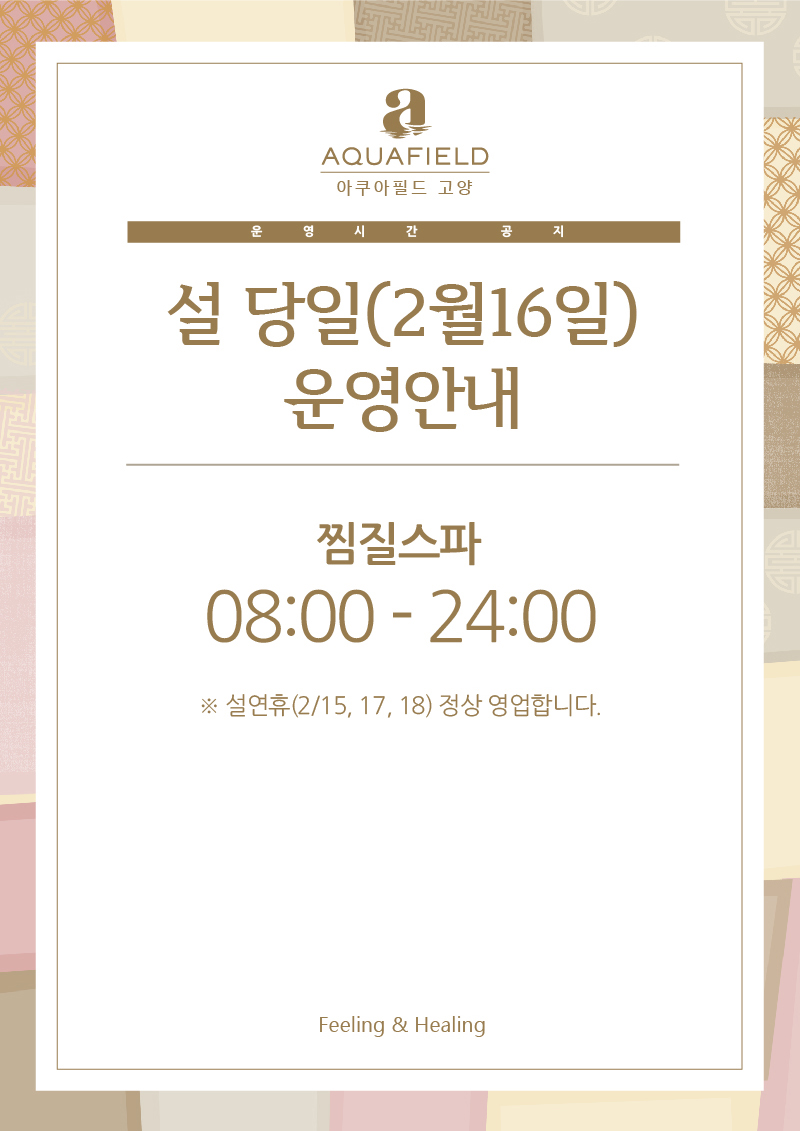 a
AQUAFIELD
아쿠아필드 고양
운영시간 공지
설 당일(2월16일)
운영안내
찜질스파
08:00 - 24:00
※ 설연휴(2/15, 17, 18) 정상 영업합니다.
Feeling & Healing